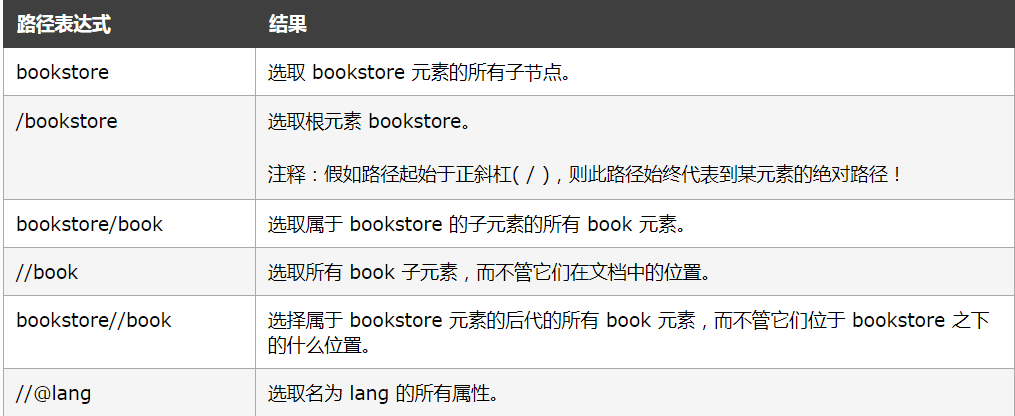 路径表达式 结果
bookstore 选取 bookstore 元素的所有子节点。
/bookstore 选取根元素 bookstore。
注释：假如路径起始于正斜杠( / )，则此路径始终代表到某元素的绝对路径！
bookstore/book 选取属于 bookstore 的子元素的所有 book 元素。
//book 选取所有 book 子元素，而不管它们在文档中的位置。
bookstore//book 选择属于 bookstore 元素的后代的所有 book 元素，而不管它们位于 bookstore 之下
的什么位置。
//@lang 选取名为 lang 的所有属性。